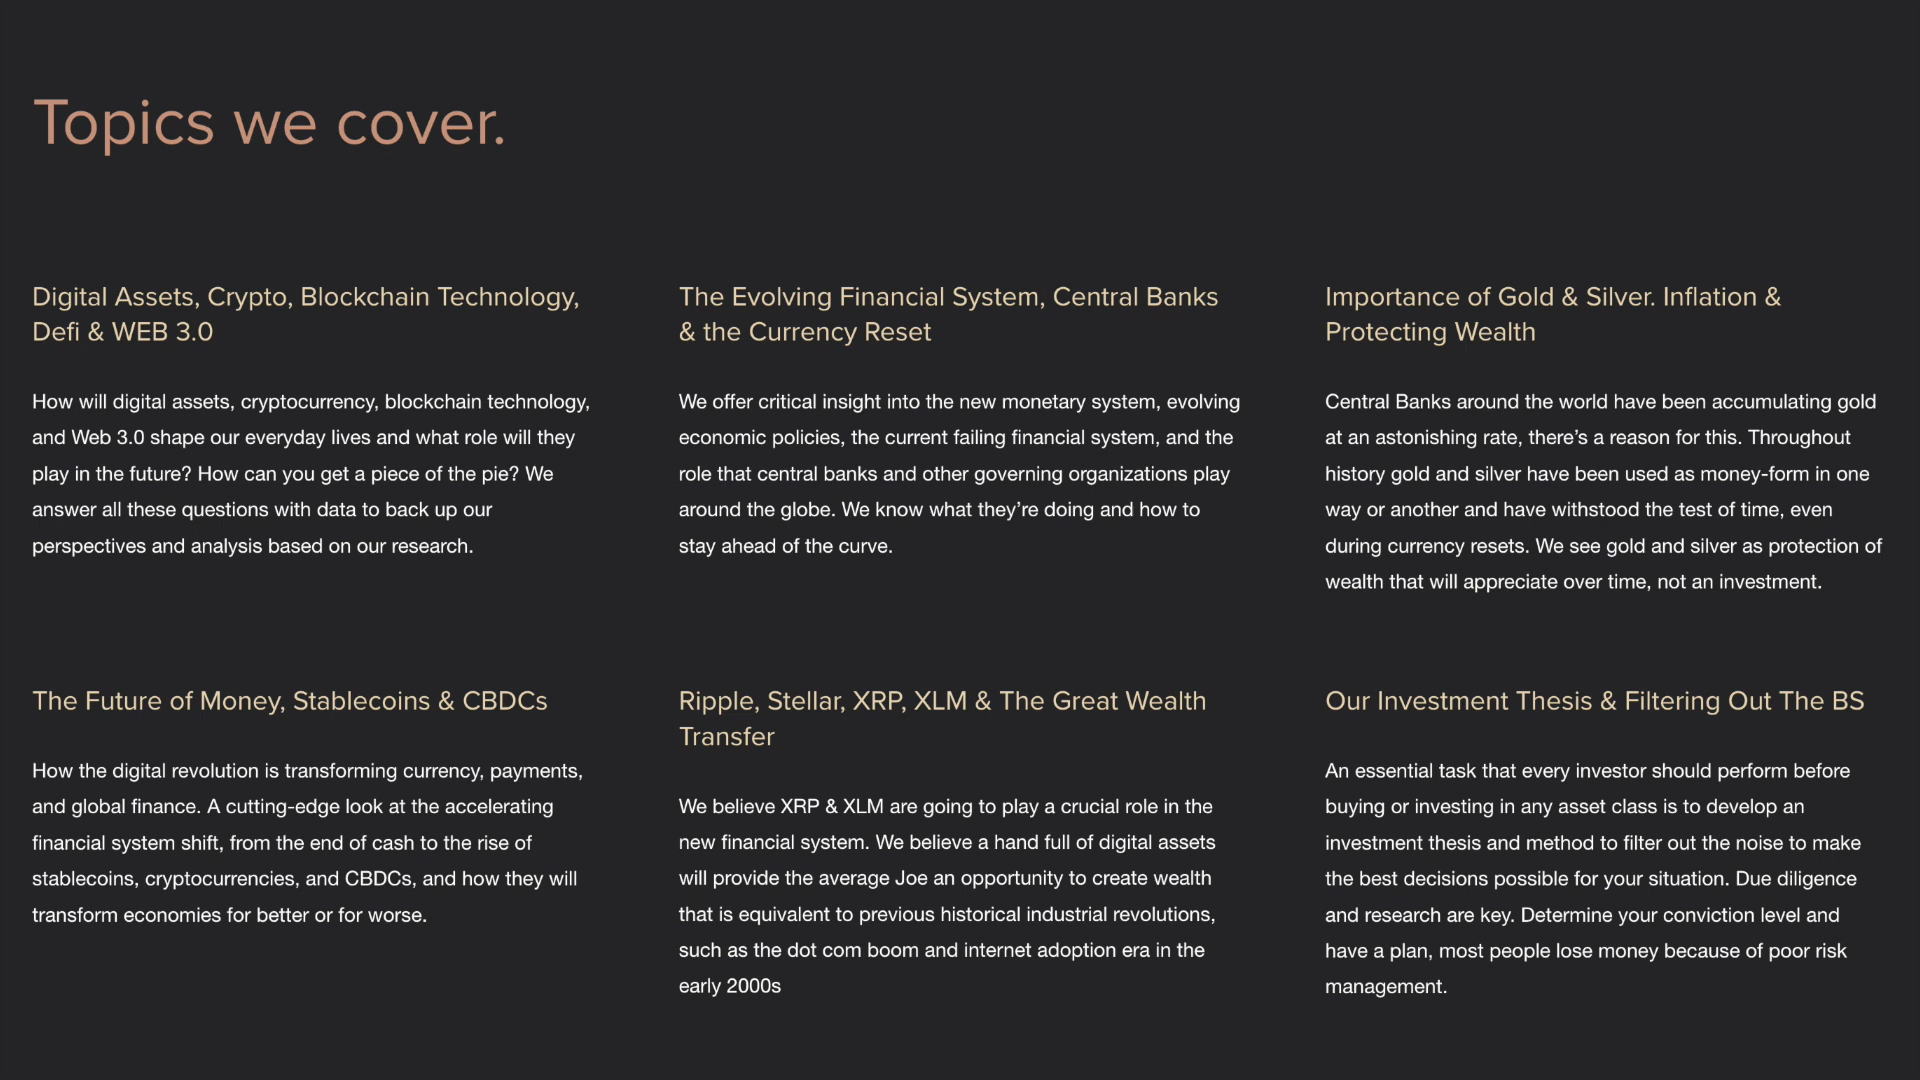 Topics we cover.
Digital Assets, Crypto, Blockchain Technology,
Defi & WEB 3.0
How will digital assets, cryptocurrency, blockchain technology,
and Web 3.0 shape our everyday lives and what role will they
play in the future? How can you get a piece of the pie? We
answer all these questions with data to back up our
perspectives and analysis based on our research.
The Evolving Financial System, Central Banks
& the Currency Reset
We offer critical insight into the new monetary system, evolving
economic policies, the current failing financial system, and the
role that central banks and other governing organizations play
around the globe. We know what they’re doing and how to
stay ahead of the curve.
Importance of Gold & Silver. Inflation &
Protecting Wealth
Central Banks around the world have been accumulating gold
at an astonishing rate, there’s a reason for this. Throughout
history gold and silver have been used as money-form in one
way or another and have withstood the test of time, even
during currency resets. We see gold and silver as protection of
wealth that will appreciate over time, not an investment.
The Future of Money, Stablecoins & CBDCs
How the digital revolution is transforming currency, payments,
and global finance. A cutting-edge look at the accelerating
financial system shift, from the end of cash to the rise of
stablecoins, cryptocurrencies, and CBDCs, and how they will
transform economies for better or for worse.
Ripple, Stellar, XRP, XLM & The Great Wealth
Transfer
We believe XRP & XLM are going to play a crucial role in the
new financial system. We believe a hand full of digital assets
will provide the average Joe an opportunity to create wealth
that is equivalent to previous historical industrial revolutions,
such as the dot com boom and internet adoption era in the
early 2000s
Our Investment Thesis & Filtering Out The BS
An essential task that every investor should perform before
buying or investing in any asset class is to develop an
investment thesis and method to filter out the noise to make
the best decisions possible for your situation. Due diligence
and research are key. Determine your conviction level and
have a plan, most people lose money because of poor risk
management.